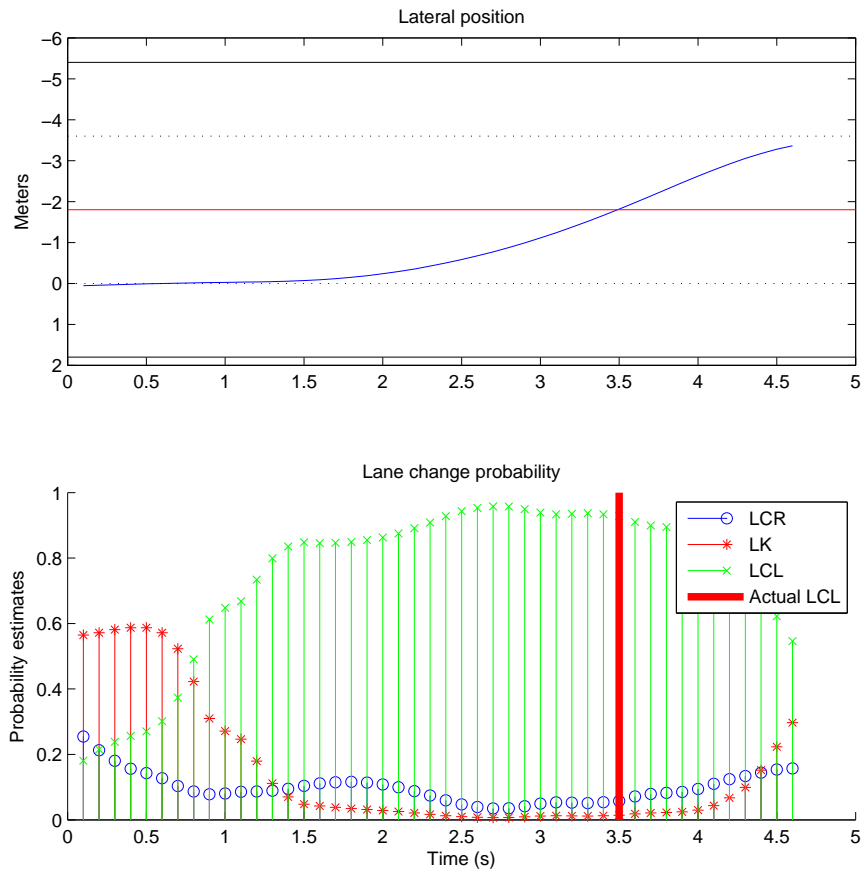 Lateral position
−6
−5
−4
−3
−2
−1
0
1
2
Meters
0 0.5 1 1.5 2 2.5 3 3.5 4 4.5 5
Lane change probability
1
0.8
0.6
0.4
0.2
0
Probability estimates
LCR
LK
LCL
Actual LCL
0 0.5 1 1.5 2 2.5 3 3.5 4 4.5 5
Time (s)